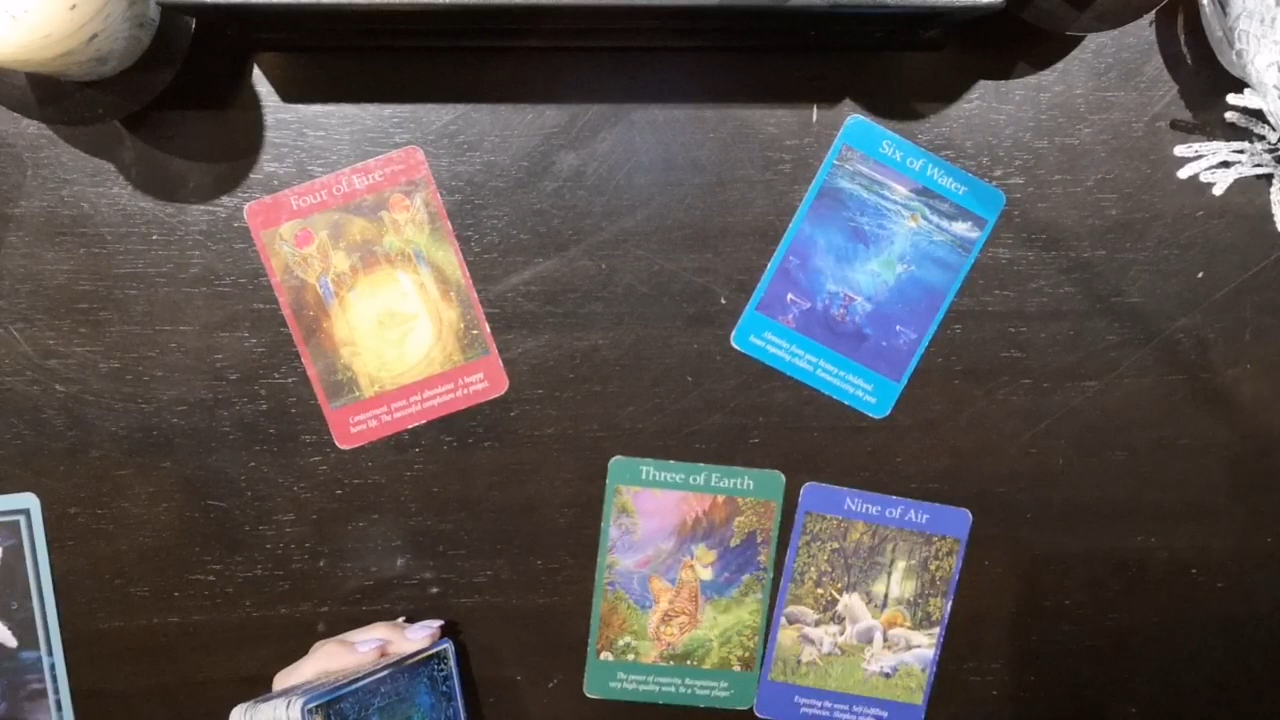 Four of Fire
Contentment, peace, and abundance. A happy
home life. The successful completion of a project.
Six of Water
Memories from your history or childhood.
Issues regarding children. Romanticizing the past.
Three of Earth
The power of creativity. Recognition for
very high-quality work. Be a "team player."
Nine of Air
Expecting the worst. Self-fulfilling
prophecies. Sleepless